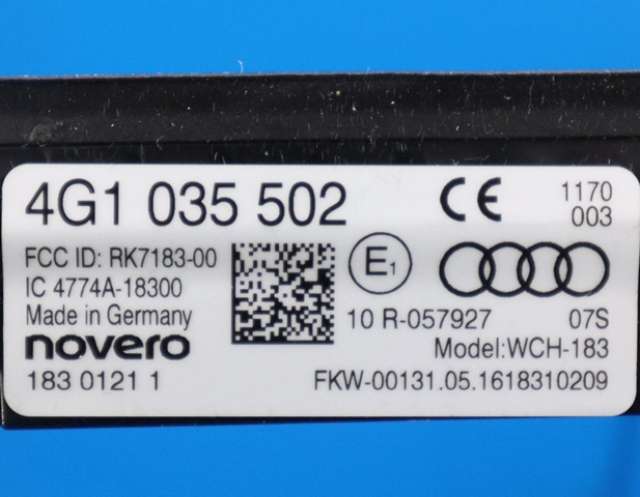 4G1 035 502
CE 1170
003
FCC ID: RK7183-00
IC 4774A-18300
Made in Germany
novero
183 0121 1
E1
10 R-057927 07S
Model:WCH-183
FKW-00131.05.1618310209